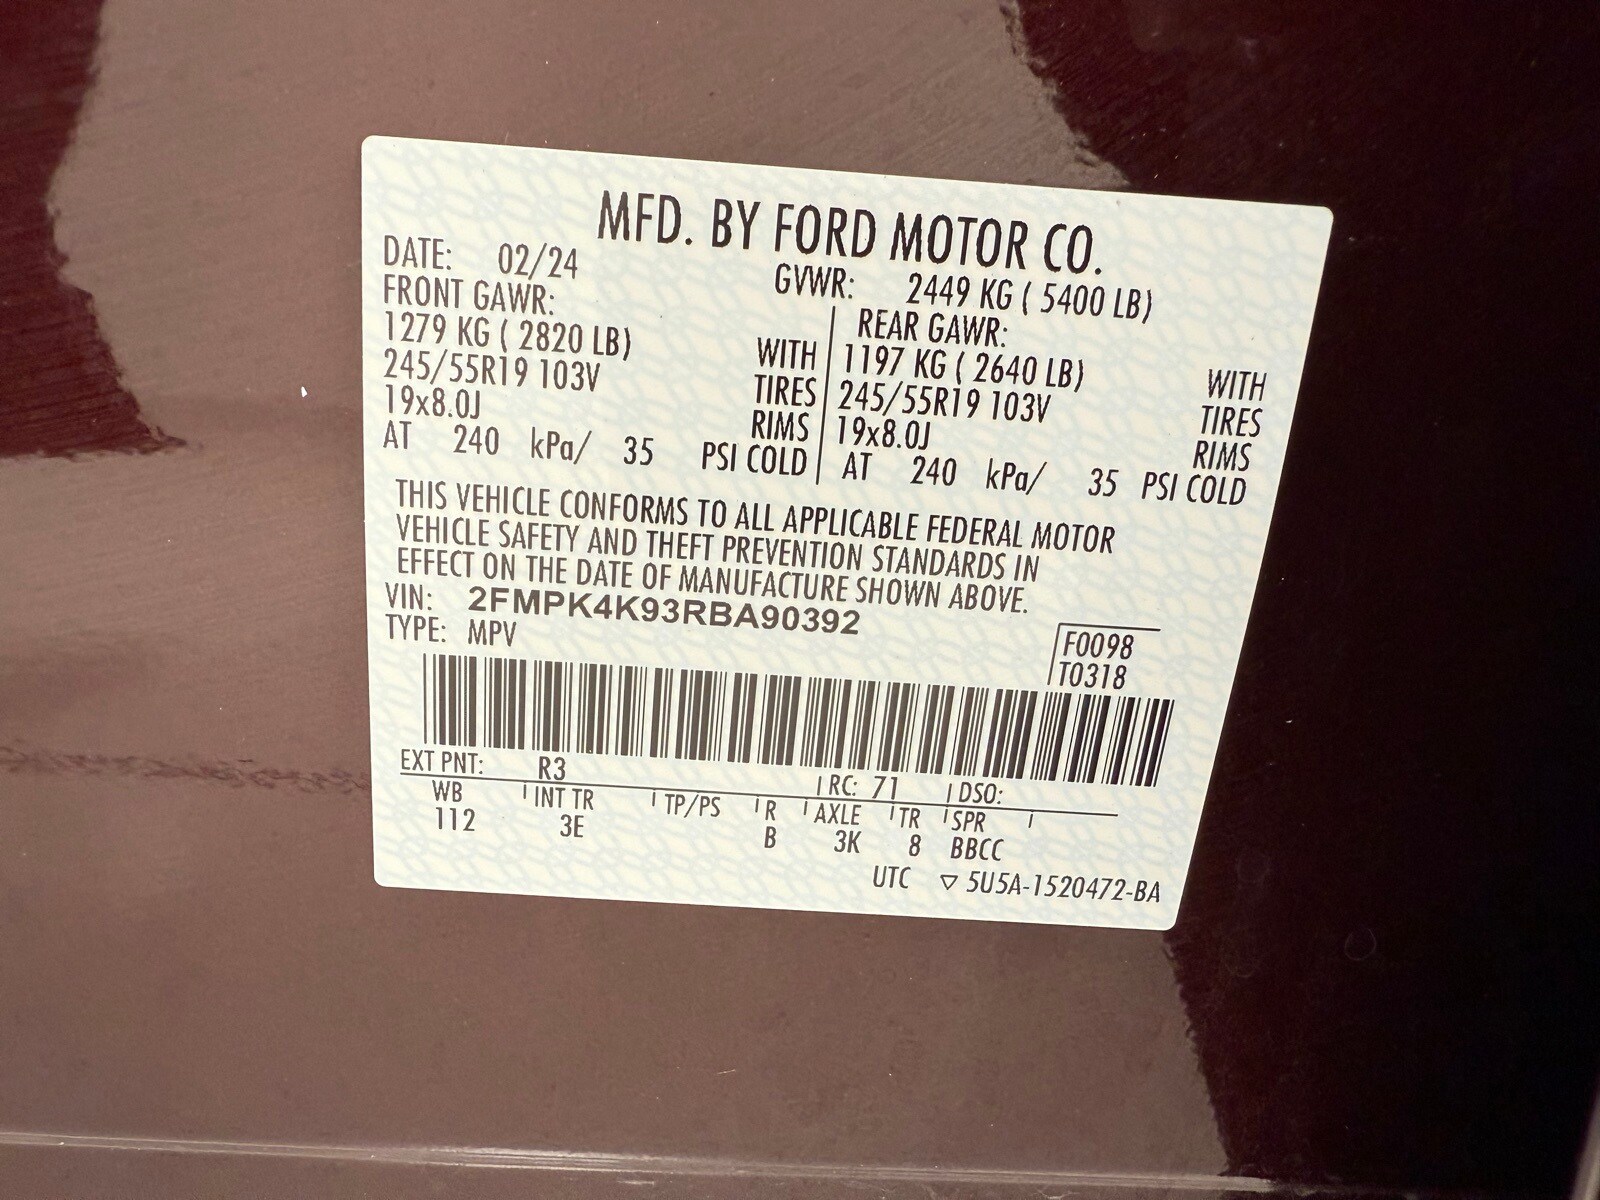 MFD. BY FORD MOTOR CO.
DATE: 02/24 GVWR: 2449 KG ( 5400 LB)
FRONT GAWR: REAR GAWR:
1279 KG ( 2820 LB) WITH 1197 KG ( 2640 LB) WITH
245/55R19 103V TIRES 245/55R19 103V TIRES
19x8.0J RIMS 19x8.0J RIMS
AT 240 kPa/ 35 PSI COLD AT 240 kPa/ 35 PSI COLD
THIS VEHICLE CONFORMS TO ALL APPLICABLE FEDERAL MOTOR
VEHICLE SAFETY AND THEFT PREVENTION STANDARDS IN
EFFECT ON THE DATE OF MANUFACTURE SHOWN ABOVE.
VIN: 2FMPK4K93RBA90392
TYPE: MPV
F0098
T0318
EXT PNT: R3 RC: 71 DSO:
WB INT TR TP/PS R AXLE TR SPR
112 3E B 3K 8 BBCC
UTC ▽ 5U5A-1520472-BA